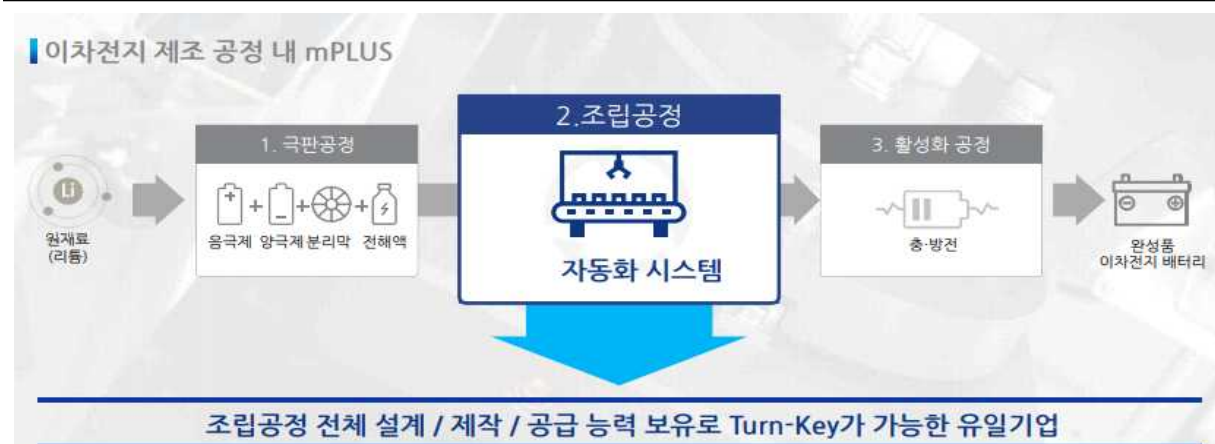 이차전지 제조 공정 내 mPLUS
Li
원재료
(리튬)
1. 극판공정
+ + + +
음극제 양극제 분리막 전해액
2.조립공정
자동화 시스템
3. 활성화 공정
충·방전
완성품
이차전지 배터리
조립공정 전체 설계 / 제작 / 공급 능력 보유로 Turn-Key가 가능한 유일기업